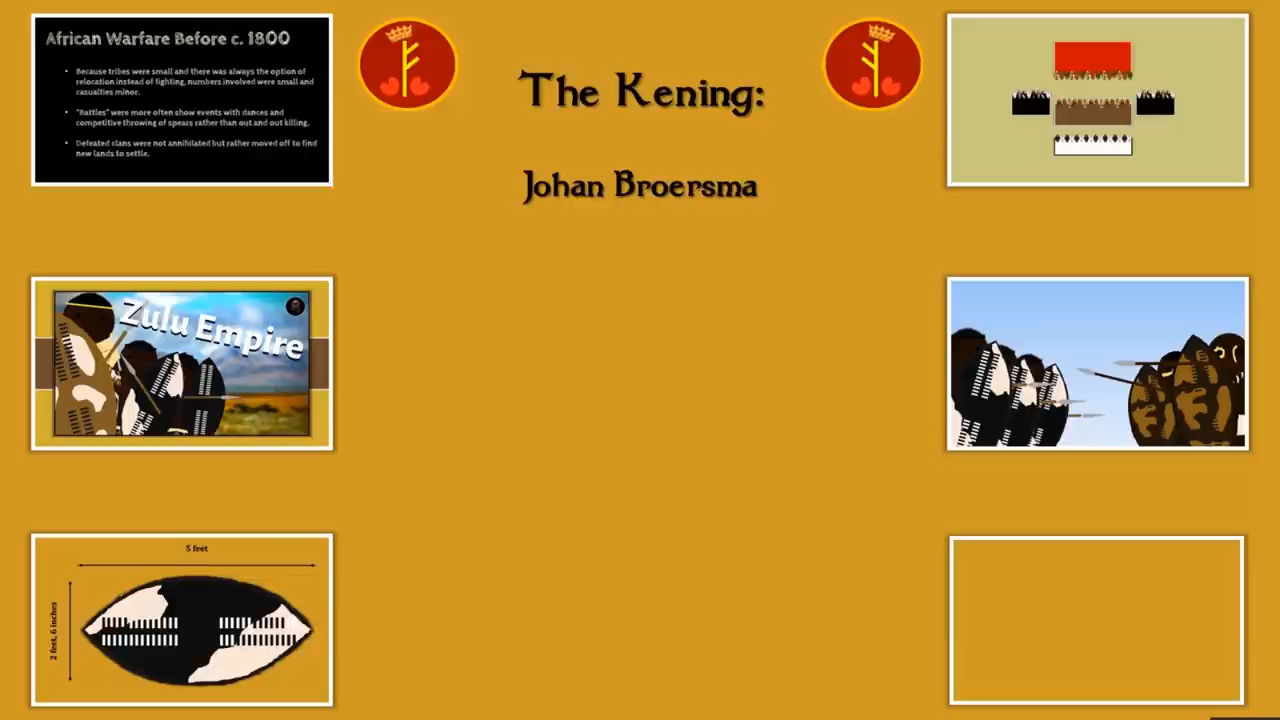 African Warfare Before c. 1800
• Because tribes were small and there was always the option of
relocation instead of fighting, numbers involved were small and
casualties minor.
• "Battles" were more often show events with dances and
competitive throwing of spears rather than out and out killing.
• Defeated clans were not annihilated but rather moved off to find
new lands to settle.
The Kening:
Johan Broersma
Zulu Empire
5 feet
2 feet, 6 inches